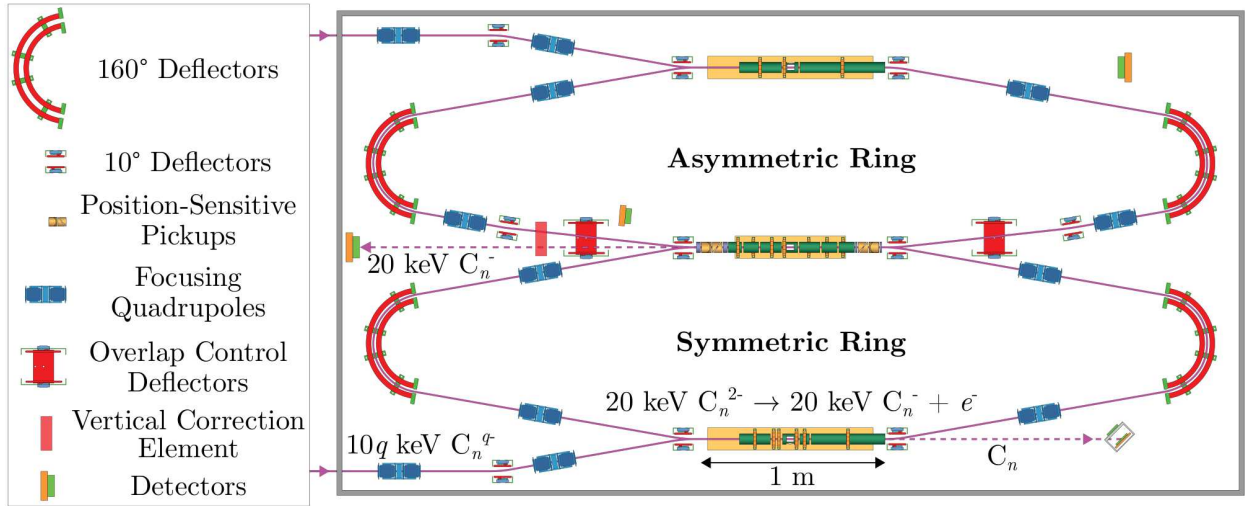 160° Deflectors
10° Deflectors
Position-Sensitive
Pickups
Focusing
Quadrupoles
Overlap Control
Deflectors
Vertical Correction
Element
Detectors
Asymmetric Ring
20 keV Cₙ⁻
Symmetric Ring
20 keV Cₙ²⁻ → 20 keV Cₙ⁻ + e⁻
10q keV Cₙ^q⁻
Cₙ
1 m